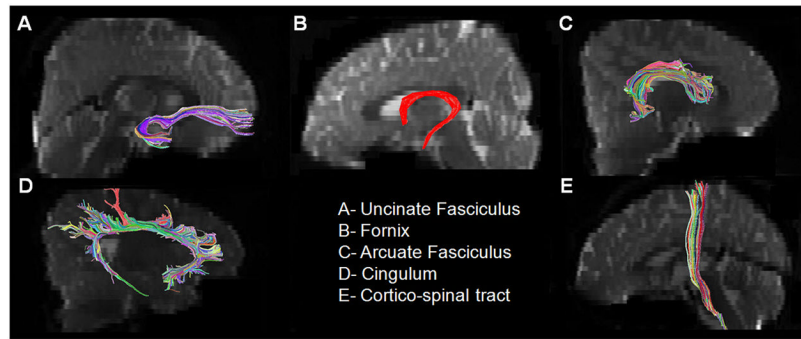 A
B
C
D
E
A- Uncinate Fasciculus
B- Fornix
C- Arcuate Fasciculus
D- Cingulum
E- Cortico-spinal tract